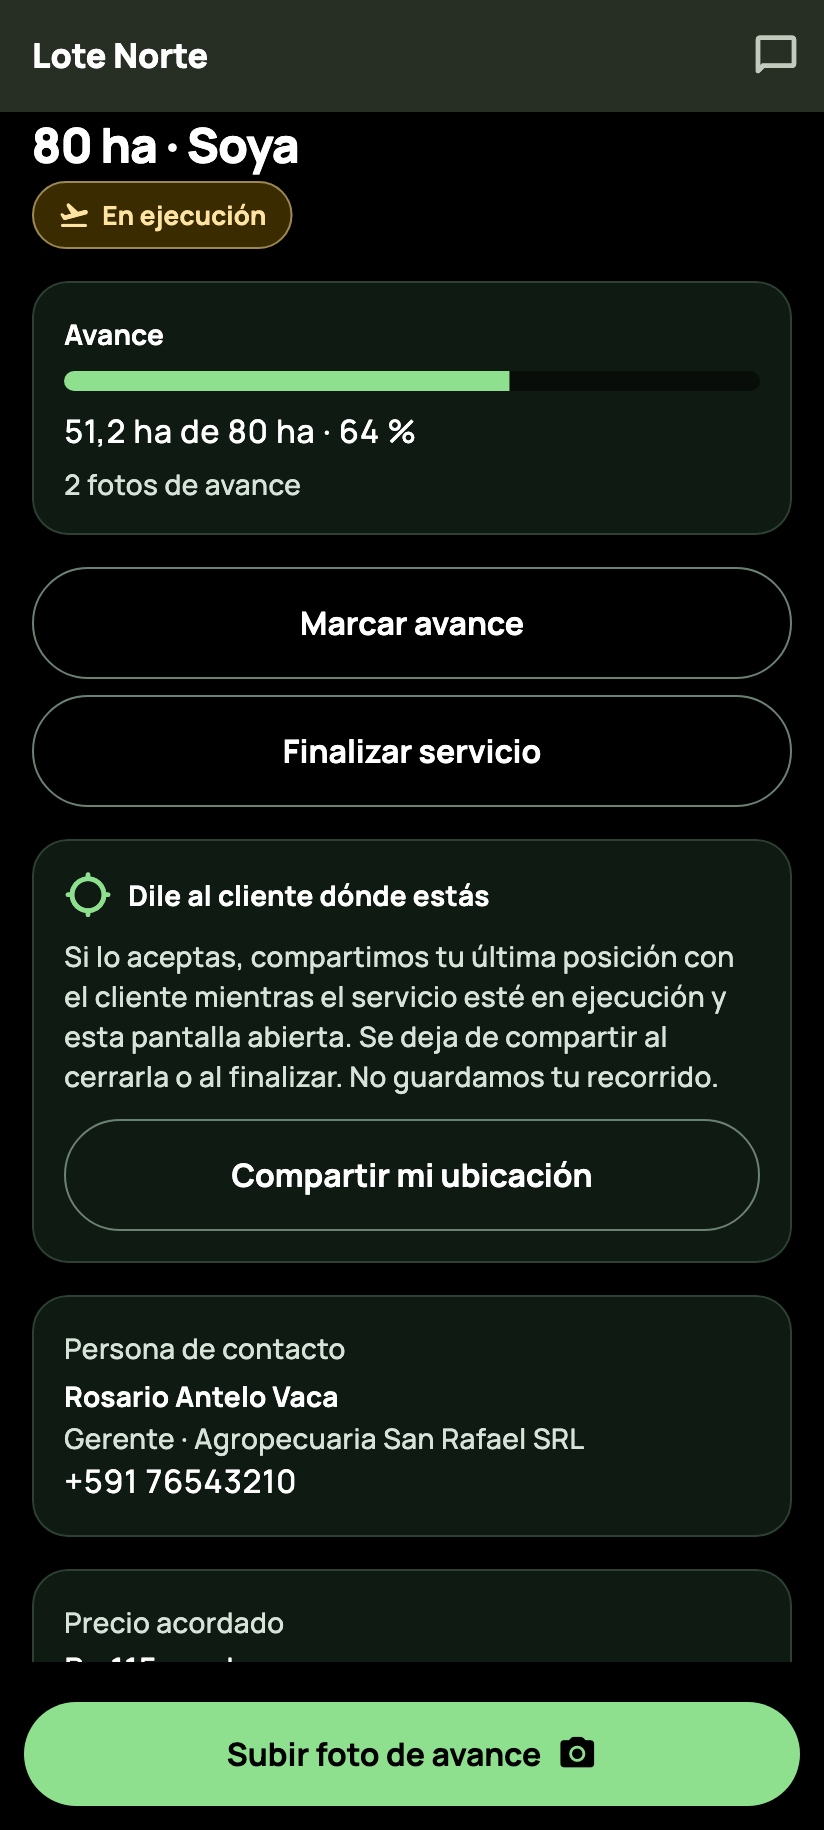 Lote Norte
80 ha · Soya
En ejecución
Avance
51,2 ha de 80 ha · 64 %
2 fotos de avance
Marcar avance
Finalizar servicio
Dile al cliente dónde estás
Si lo aceptas, compartimos tu última posición con
el cliente mientras el servicio esté en ejecución y
esta pantalla abierta. Se deja de compartir al
cerrarla o al finalizar. No guardamos tu recorrido.
Compartir mi ubicación
Persona de contacto
Rosario Antelo Vaca
Gerente · Agropecuaria San Rafael SRL
+591 76543210
Precio acordado
Subir foto de avance